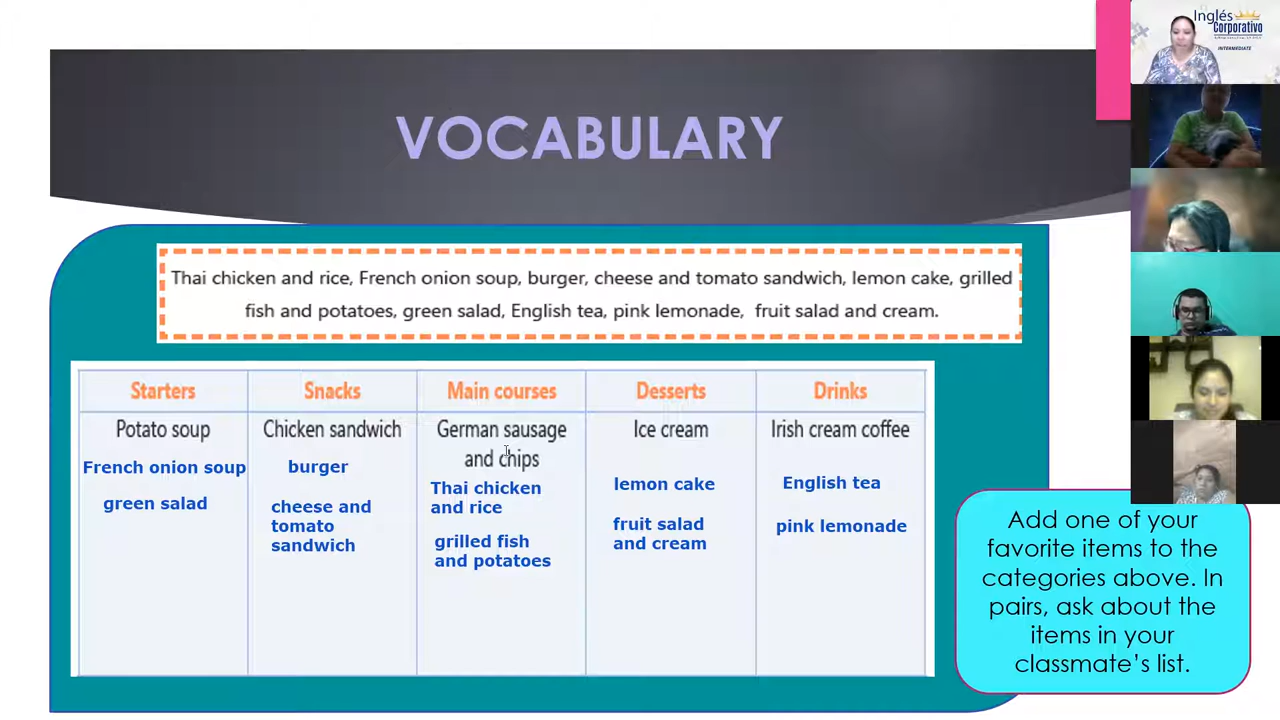 Inglés
Corporativo
INTERMEDIATE
VOCABULARY
Thai chicken and rice, French onion soup, burger, cheese and tomato sandwich, lemon cake, grilled
fish and potatoes, green salad, English tea, pink lemonade, fruit salad and cream.
Starters
Potato soup
French onion soup
green salad
Snacks
Chicken sandwich
burger
cheese and
tomato
sandwich
Main courses
German sausage
and chips
Thai chicken
and rice
grilled fish
and potatoes
Desserts
Ice cream
lemon cake
fruit salad
and cream
Drinks
Irish cream coffee
English tea
pink lemonade
Add one of your
favorite items to the
categories above. In
pairs, ask about the
items in your
classmate’s list.